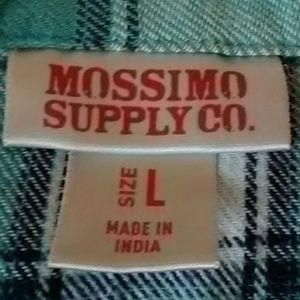 MOSSIMO
SUPPLY CO.
SIZE L
MADE IN
INDIA